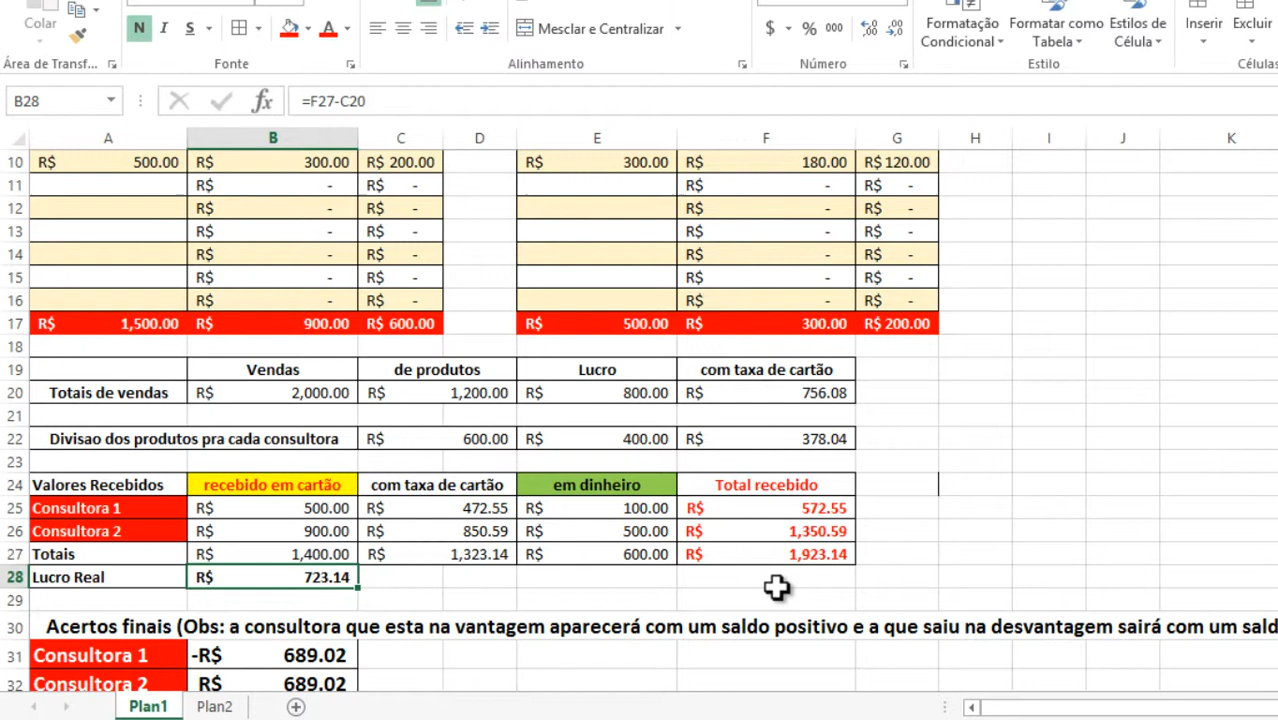 Colar
N I S A
Mesclar e Centralizar
$ % 000
Formatação Condicional
Formatar como Tabela
Estilos de Célula
Inserir
Excluir
Área de Transf...
Fonte
Alinhamento
Número
Estilo
Células
B28 fx =F27-C20
A B C D E F G H I J K
10 R$ 500.00 R$ 300.00 R$ 200.00 R$ 300.00 R$ 180.00 R$ 120.00
11 R$ - R$ - R$ - R$ -
12 R$ - R$ - R$ - R$ -
13 R$ - R$ - R$ - R$ -
14 R$ - R$ - R$ - R$ -
15 R$ - R$ - R$ - R$ -
16 R$ - R$ - R$ - R$ -
17 R$ 1,500.00 R$ 900.00 R$ 600.00 R$ 500.00 R$ 300.00 R$ 200.00
18
19 Vendas de produtos Lucro com taxa de cartão
20 Totais de vendas R$ 2,000.00 R$ 1,200.00 R$ 800.00 R$ 756.08
21
22 Divisao dos produtos pra cada consultora R$ 600.00 R$ 400.00 R$ 378.04
23
24 Valores Recebidos recebido em cartão com taxa de cartão em dinheiro Total recebido
25 Consultora 1 R$ 500.00 R$ 472.55 R$ 100.00 R$ 572.55
26 Consultora 2 R$ 900.00 R$ 850.59 R$ 500.00 R$ 1,350.59
27 Totais R$ 1,400.00 R$ 1,323.14 R$ 600.00 R$ 1,923.14
28 Lucro Real R$ 723.14
29
30 Acertos finais (Obs: a consultora que esta na vantagem aparecerá com um saldo positivo e a que saiu na desvantagem sairá com um sald
31 Consultora 1 -R$ 689.02
32 Consultora 2 R$ 689.02
Plan1 Plan2